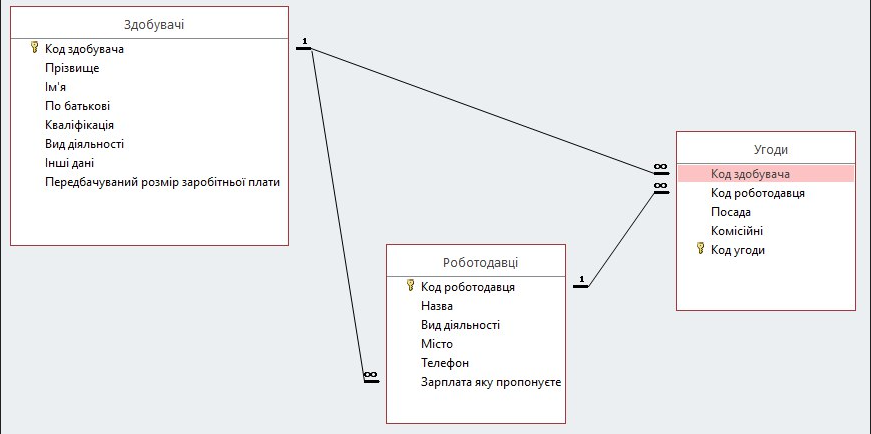 Здобувачі
Код здобувача
Прізвище
Ім'я
По батькові
Кваліфікація
Вид діяльності
Інші дані
Передбачуваний розмір заробітньої плати
1
∞
∞
Угоди
Код здобувача
Код роботодавця
Посада
Комісійні
Код угоди
Роботодавці
Код роботодавця
Назва
Вид діяльності
Місто
Телефон
Зарплата яку пропонуєте
1
∞